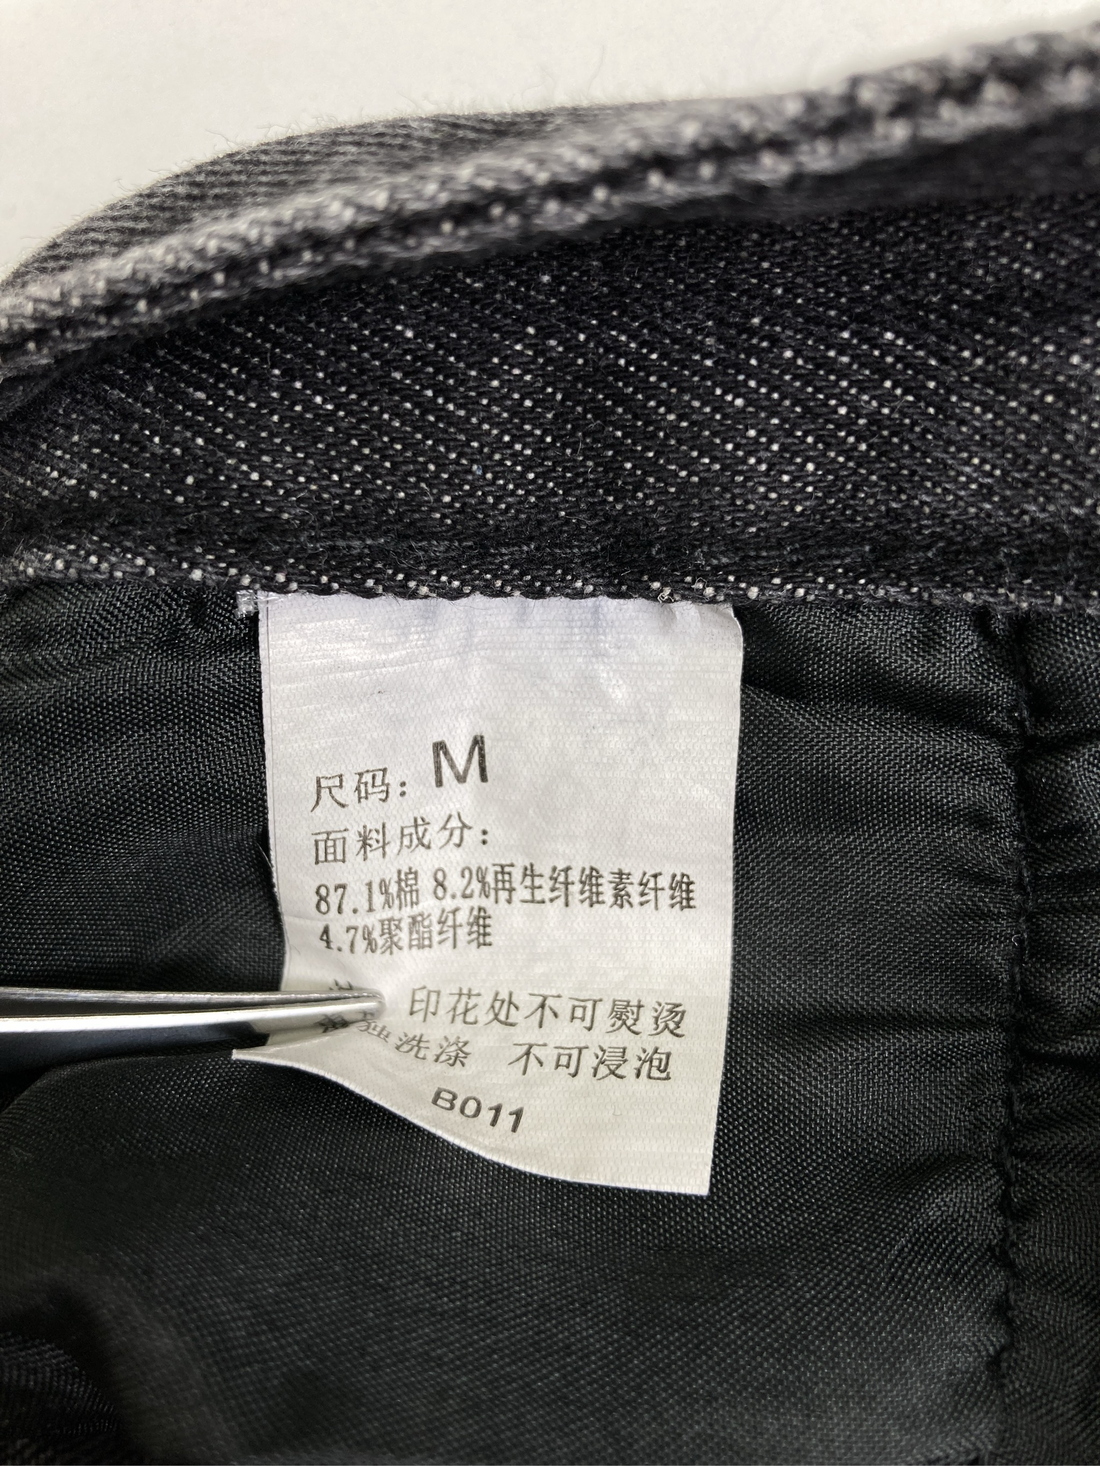 尺码：M
面料成分：
87.1%棉 8.2%再生纤维素纤维
4.7%聚酯纤维
印花处不可熨烫
洗涤 不可浸泡
B011